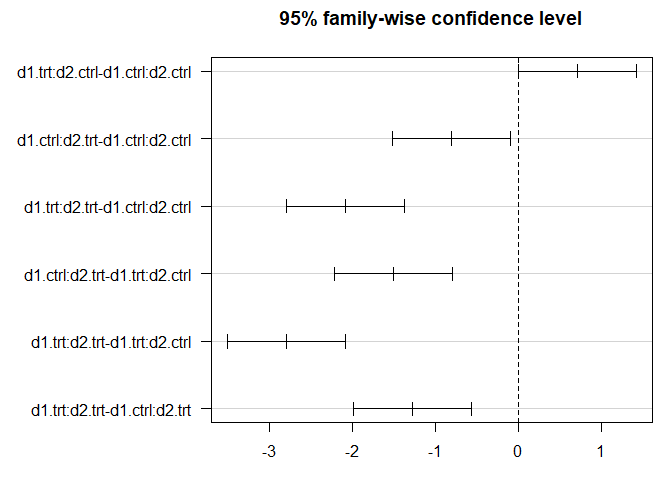 95% family-wise confidence level
d1.trt:d2.ctrl-d1.ctrl:d2.ctrl
d1.ctrl:d2.trt-d1.ctrl:d2.ctrl
d1.trt:d2.trt-d1.ctrl:d2.ctrl
d1.ctrl:d2.trt-d1.trt:d2.ctrl
d1.trt:d2.trt-d1.trt:d2.ctrl
d1.trt:d2.trt-d1.ctrl:d2.trt
-3 -2 -1 0 1